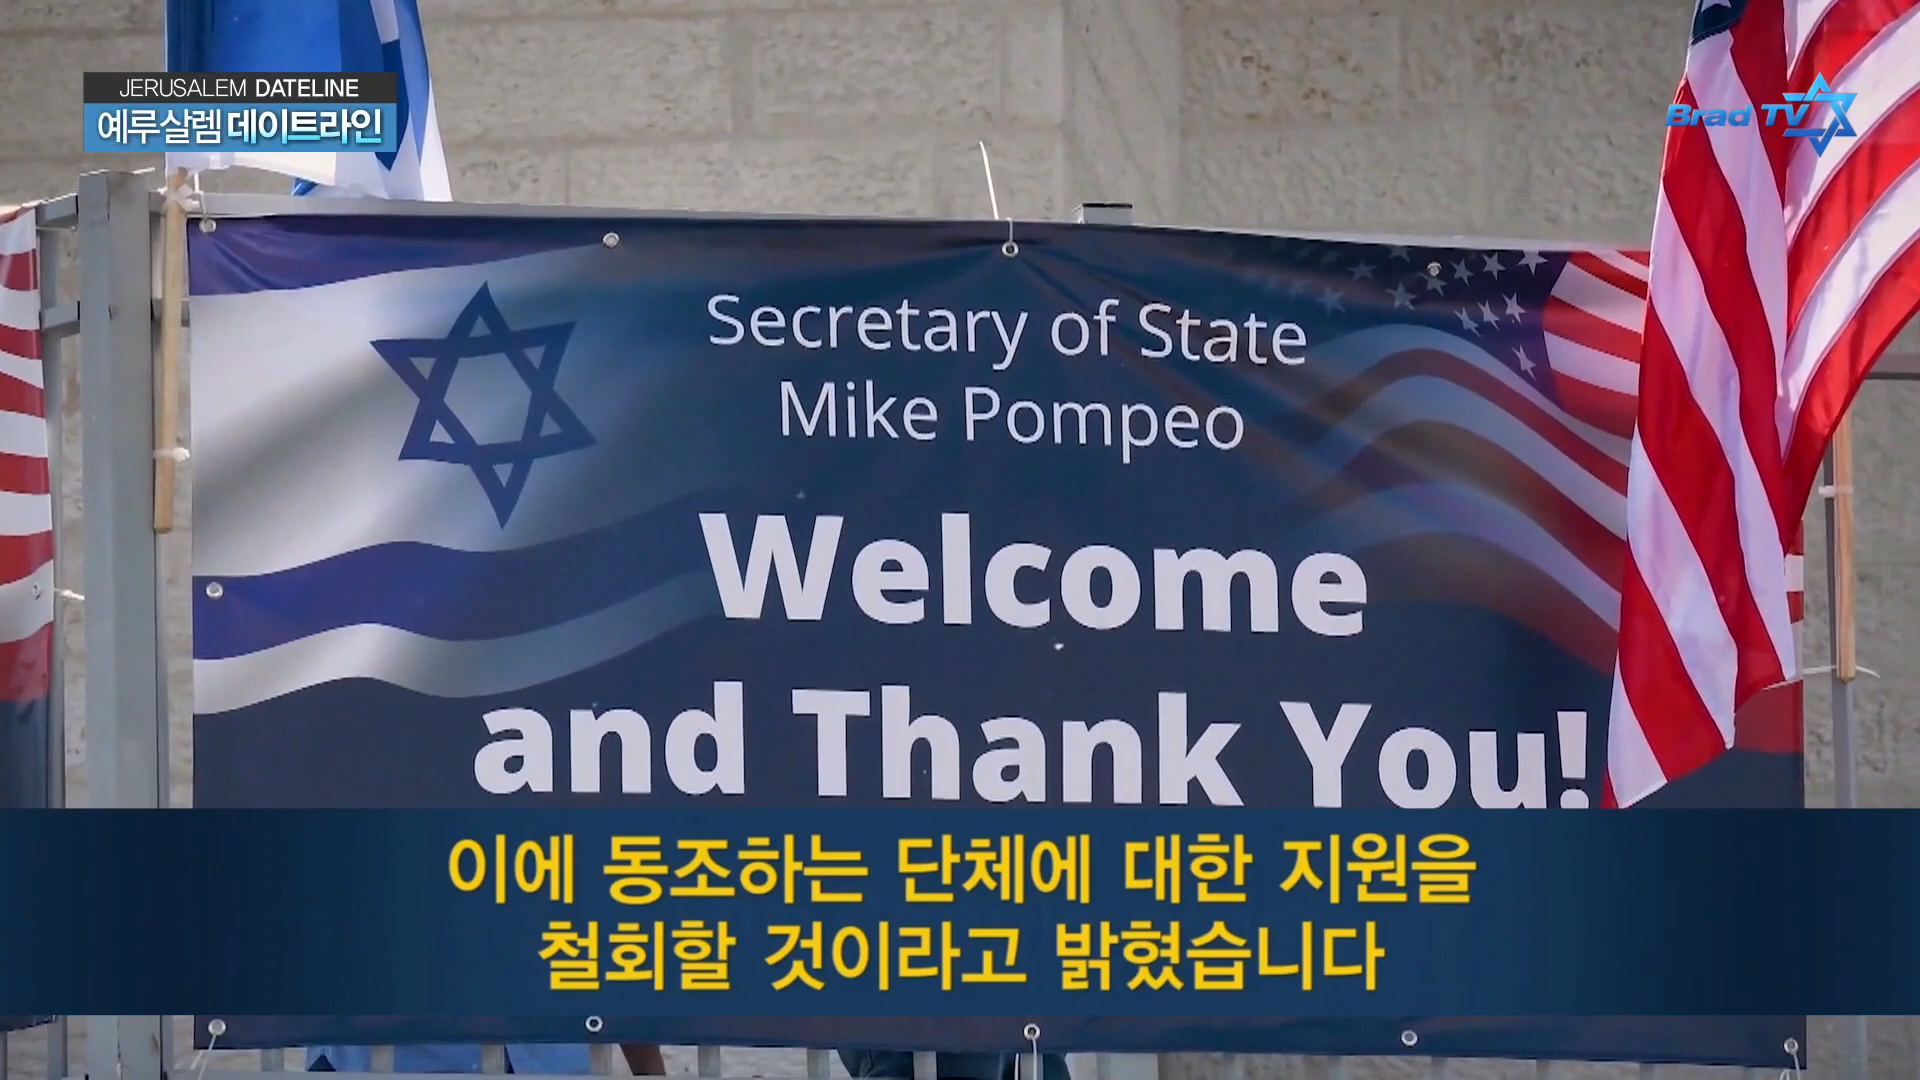 JERUSALEM DATELINE
예루살렘 데이트라인
Brad TV
Secretary of State
Mike Pompeo
Welcome
and Thank You!
이에 동조하는 단체에 대한 지원을
철회할 것이라고 밝혔습니다